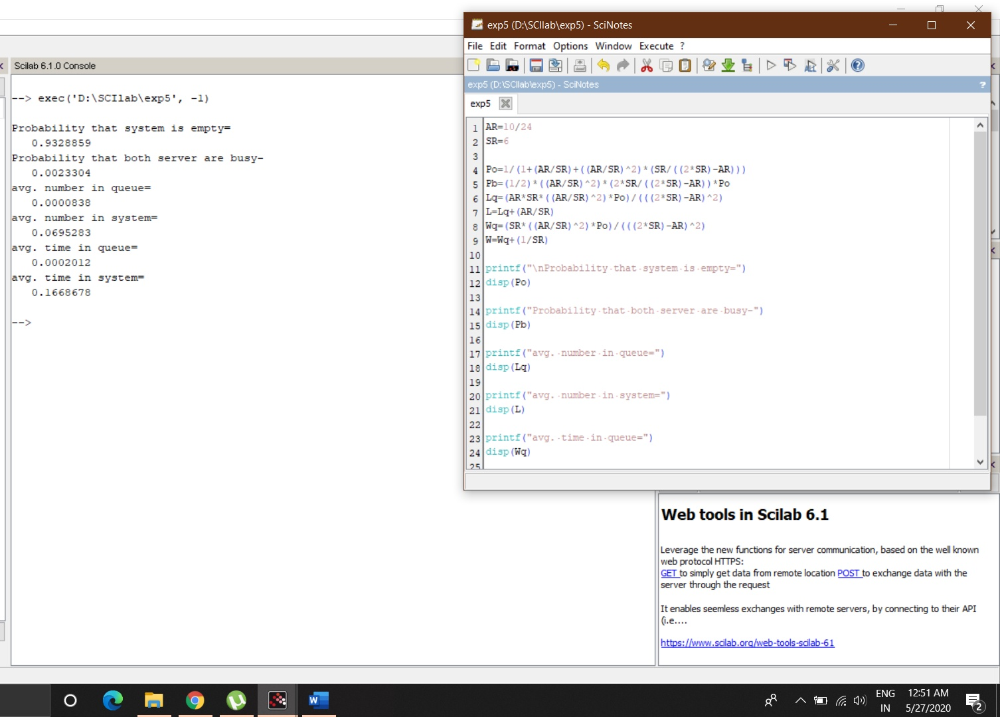 Scilab 6.1.0 Console
--> exec('D:\SCIlab\exp5', -1)
Probability that system is empty=
0.9328859
Probability that both server are busy-
0.0023304
avg. number in queue=
0.0000838
avg. number in system=
0.0695283
avg. time in queue=
0.0002012
avg. time in system=
0.1668678
-->
exp5 (D:\SCIlab\exp5) - SciNotes
File Edit Format Options Window Execute ?
exp5 (D:\SCIlab\exp5) - SciNotes ?
exp5
1 AR=10/24
2 SR=6
3
4 Po=1/(1+(AR/SR)+((AR/SR)^2)*(SR/((2*SR)-AR)))
5 Pb=(1/2)*((AR/SR)^2)*(2*SR/((2*SR)-AR))*Po
6 Lq=(AR*SR*((AR/SR)^2)*Po)/(((2*SR)-AR)^2)
7 L=Lq+(AR/SR)
8 Wq=(SR*((AR/SR)^2)*Po)/(((2*SR)-AR)^2)
9 W=Wq+(1/SR)
10
11 printf("\nProbability that system is empty=")
12 disp(Po)
13
14 printf("Probability that both server are busy-")
15 disp(Pb)
16
17 printf("avg. number in queue=")
18 disp(Lq)
19
20 printf("avg. number in system=")
21 disp(L)
22
23 printf("avg. time in queue=")
24 disp(Wq)
25
Web tools in Scilab 6.1
Leverage the new functions for server communication, based on the well known
web protocol HTTPS:
GET to simply get data from remote location POST to exchange data with the
server through the request
It enables seemless exchanges with remote servers, by connecting to their API
(i.e....
https://www.scilab.org/web-tools-scilab-61
W
ENG
IN
12:51 AM
5/27/2020
2